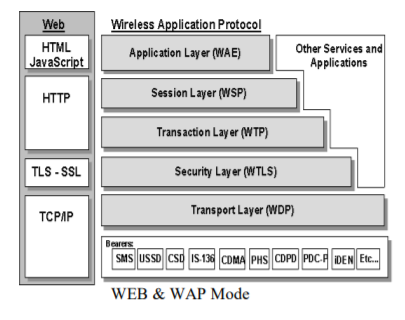 Web
HTML
JavaScript
HTTP
TLS - SSL
TCP/IP
Wireless Application Protocol
Application Layer (WAE)
Session Layer (WSP)
Transaction Layer (WTP)
Security Layer (WTLS)
Transport Layer (WDP)
Other Services and
Applications
Bearers:
SMS USSD CSD IS-136 CDMA PHS CDPD PDC-P iDEN Etc...
WEB & WAP Mode